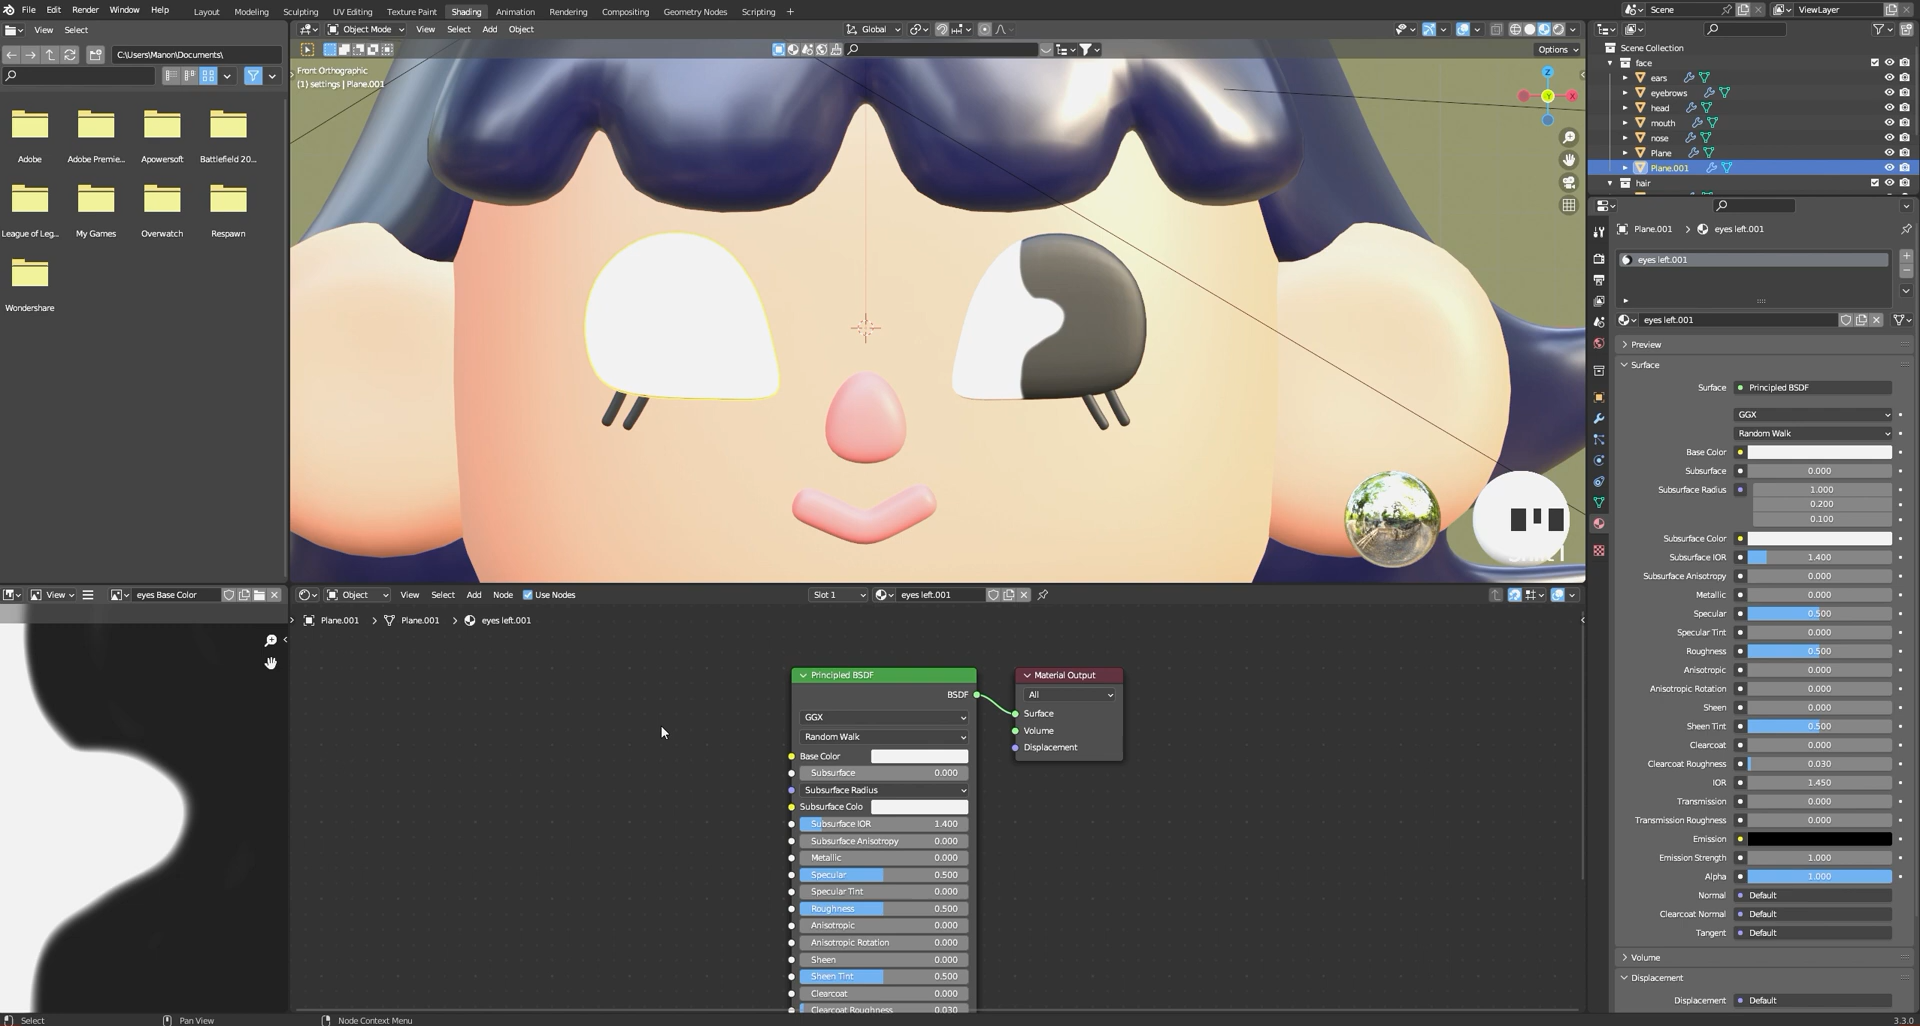 File Edit Render Window Help Layout Modeling Sculpting UV Editing Texture Paint Shading Animation Rendering Compositing Geometry Nodes Scripting + Scene ViewLayer
View Select
C:\Users\Manon\Documents\
Adobe Adobe Premie... Apowersoft Battlefield 20...
League of Leg... My Games Overwatch Respawn
Wondershare
Object Mode View Select Add Object Global
Options
Front Orthographic
(1) settings | Plane.001
Z
Y
X
View eyes Base Color
Object View Select Add Node Use Nodes Slot 1 eyes left.001
Plane.001 > Plane.001 > eyes left.001
Principled BSDF
BSDF
GGX
Random Walk
Base Color
Subsurface 0.000
Subsurface Radius
Subsurface Colo
Subsurface IOR 1.400
Subsurface Anisotropy 0.000
Metallic 0.000
Specular 0.500
Specular Tint 0.000
Roughness 0.500
Anisotropic 0.000
Anisotropic Rotation 0.000
Sheen 0.000
Sheen Tint 0.500
Clearcoat 0.000
Clearcoat Roughness 0.030
Material Output
All
Surface
Volume
Displacement
Scene Collection
face
ears
eyebrows
head
mouth
nose
Plane
Plane.001
hair
Plane.001 > eyes left.001
eyes left.001
eyes left.001
Preview
Surface
Surface Principled BSDF
GGX
Random Walk
Base Color
Subsurface 0.000
Subsurface Radius 1.000
0.200
0.100
Subsurface Color
Subsurface IOR 1.400
Subsurface Anisotropy 0.000
Metallic 0.000
Specular 0.500
Specular Tint 0.000
Roughness 0.500
Anisotropic 0.000
Anisotropic Rotation 0.000
Sheen 0.000
Sheen Tint 0.500
Clearcoat 0.000
Clearcoat Roughness 0.030
IOR 1.450
Transmission 0.000
Transmission Roughness 0.000
Emission
Emission Strength 1.000
Alpha 1.000
Normal Default
Clearcoat Normal Default
Tangent Default
Volume
Displacement
Displacement Default
Select Pan View Node Context Menu 3.3.0